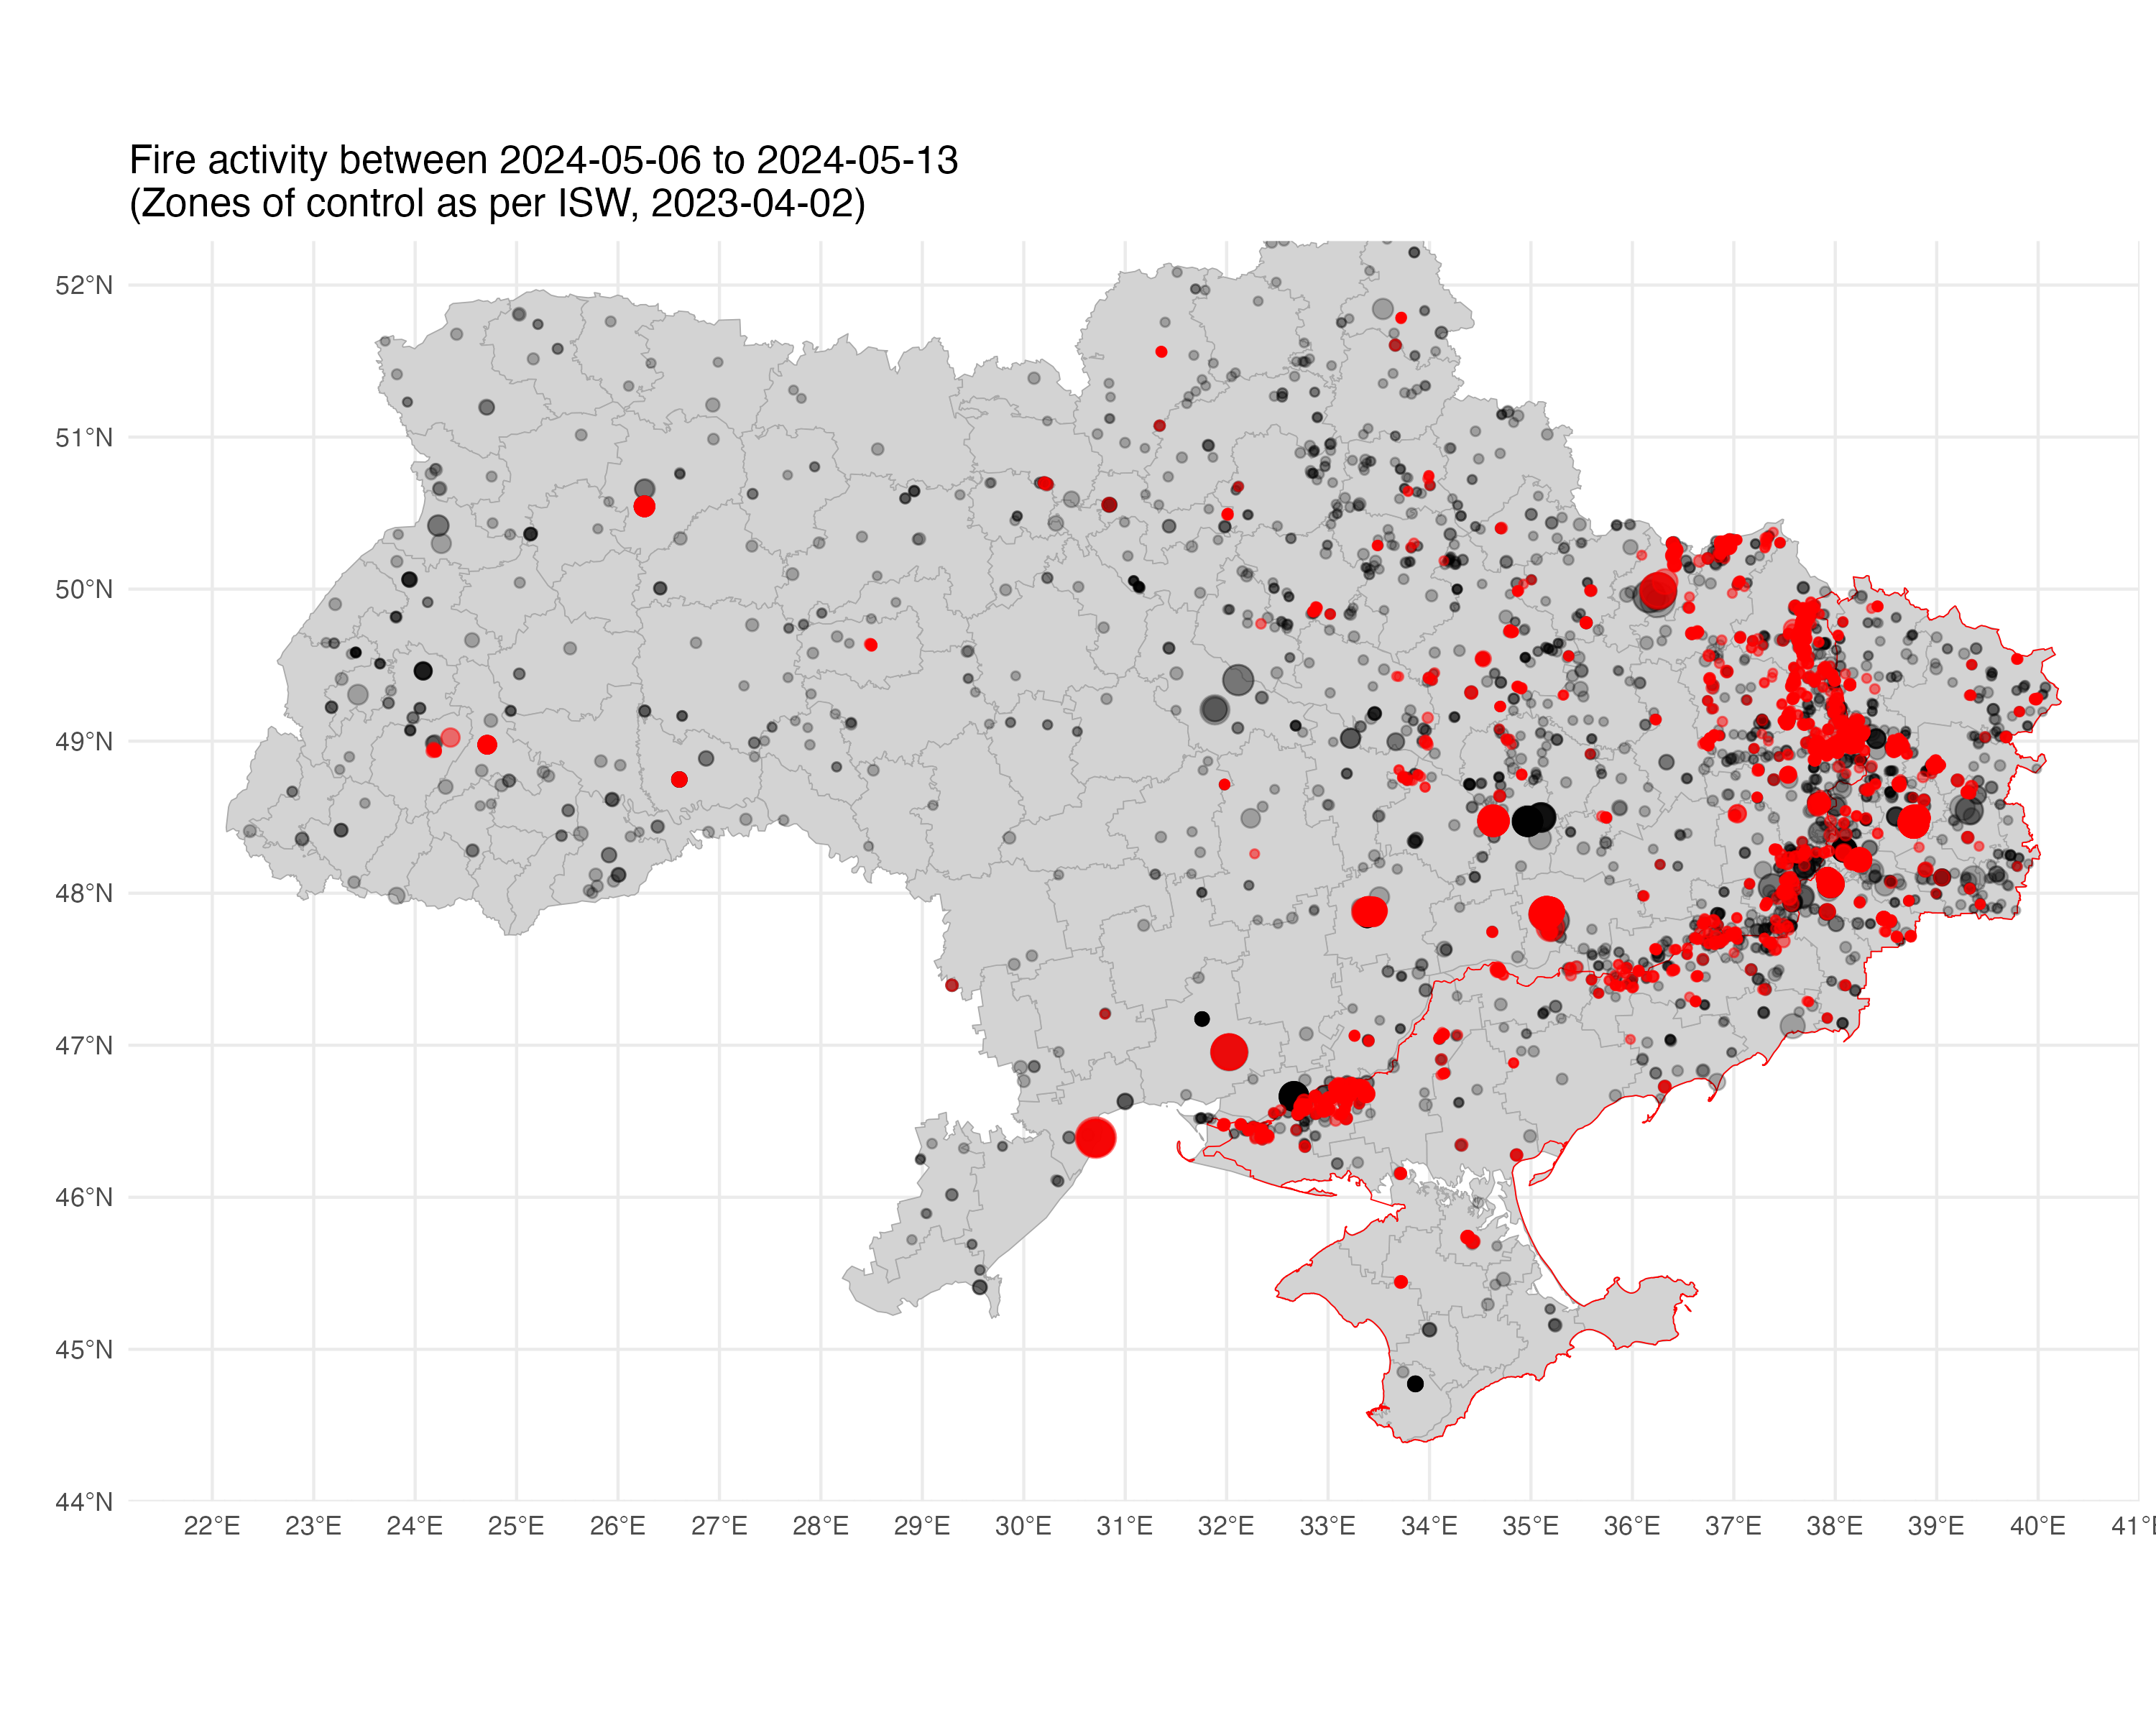 Fire activity between 2024-05-06 to 2024-05-13
(Zones of control as per ISW, 2023-04-02)
52°N
51°N
50°N
49°N
48°N
47°N
46°N
45°N
44°N
22°E 23°E 24°E 25°E 26°E 27°E 28°E 29°E 30°E 31°E 32°E 33°E 34°E 35°E 36°E 37°E 38°E 39°E 40°E 41°E